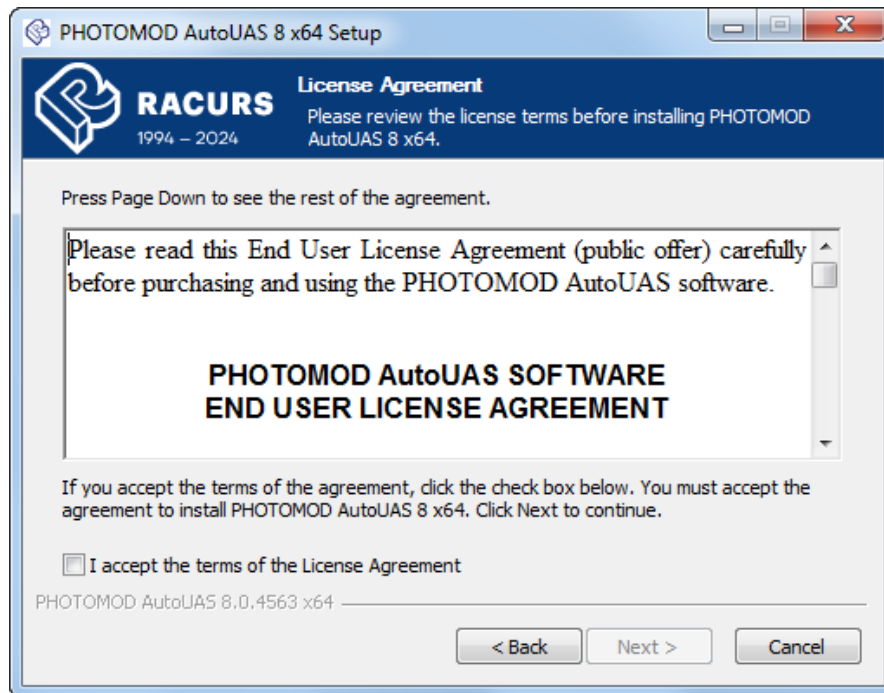 PHOTOMOD AutoUAS 8 x64 Setup
RACURS
1994 – 2024
License Agreement
Please review the license terms before installing PHOTOMOD
AutoUAS 8 x64.
Press Page Down to see the rest of the agreement.
Please read this End User License Agreement (public offer) carefully
before purchasing and using the PHOTOMOD AutoUAS software.
PHOTOMOD AutoUAS SOFTWARE
END USER LICENSE AGREEMENT
If you accept the terms of the agreement, click the check box below. You must accept the
agreement to install PHOTOMOD AutoUAS 8 x64. Click Next to continue.
I accept the terms of the License Agreement
PHOTOMOD AutoUAS 8.0.4563 x64
< Back Next > Cancel